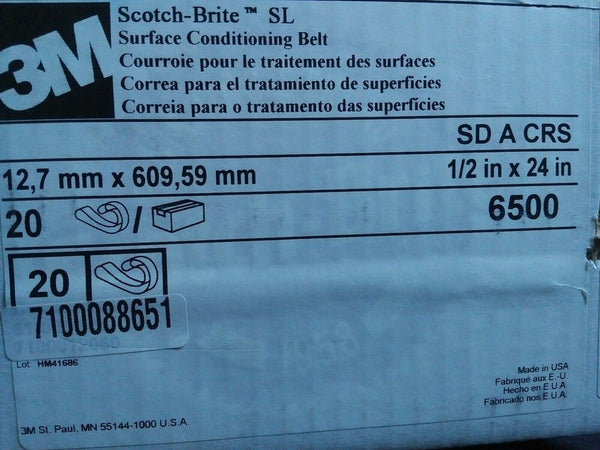 3M
Scotch-Brite™ SL
Surface Conditioning Belt
Courroie pour le traitement des surfaces
Correa para el tratamiento de superficies
Correia para o tratamento das superfícies
SD A CRS
12,7 mm x 609,59 mm 1/2 in x 24 in
20 / 6500
20
7100088651
Lot HM41686
Made in USA
Fabriqué aux E.-U.
Hecho en E.U.A.
Fabricado nos E.U.A.
3M St. Paul, MN 55144-1000 U.S.A.